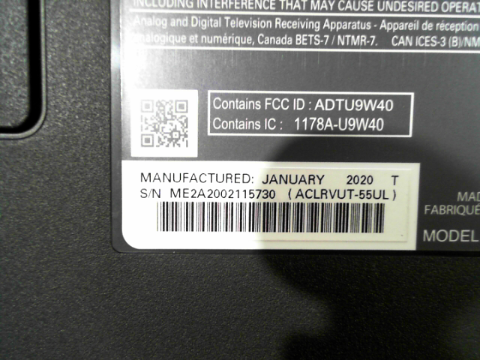 INCLUDING INTERFERENCE THAT MAY CAUSE UNDESIRED OPERAT
Analog and Digital Television Receiving Apparatus - Appareil de réception
alogique et numérique, Canada BETS-7 / NTMR-7. CAN ICES-3 (B)/NM
Contains FCC ID : ADTU9W40
Contains IC : 1178A-U9W40
MANUFACTURED: JANUARY 2020 T
S/N ME2A2002115730 (ACLRVUT-55UL)
MAD
FABRIQUÉ
MODEL